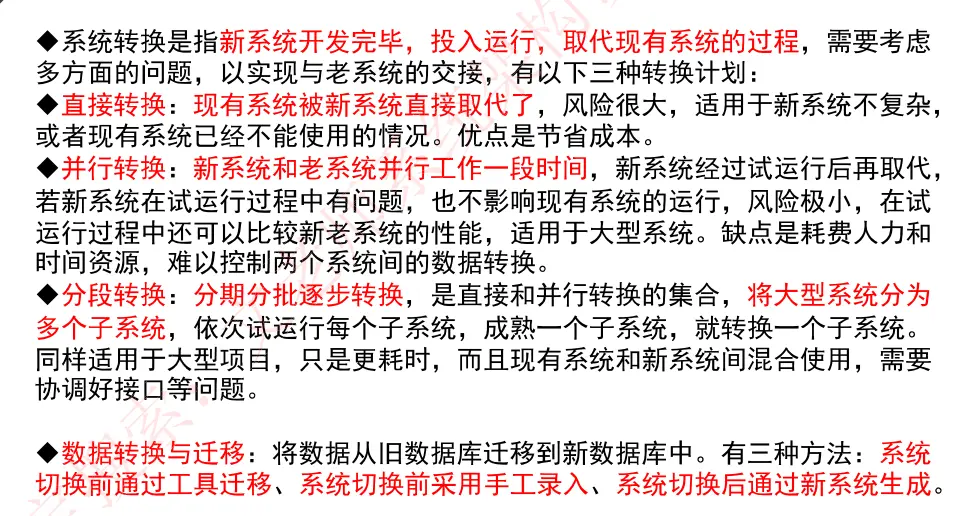 ◆系统转换是指新系统开发完毕，投入运行，取代现有系统的过程，需要考虑
多方面的问题，以实现与老系统的交接，有以下三种转换计划：
◆直接转换：现有系统被新系统直接取代了，风险很大，适用于新系统不复杂，
或者现有系统已经不能使用的情况。优点是节省成本。
◆并行转换：新系统和老系统并行工作一段时间，新系统经过试运行后再取代，
若新系统在试运行过程中有问题，也不影响现有系统的运行，风险极小，在试
运行过程中还可以比较新老系统的性能，适用于大型系统。缺点是耗费人力和
时间资源，难以控制两个系统间的数据转换。
◆分段转换：分期分批逐步转换，是直接和并行转换的集合，将大型系统分为
多个子系统，依次试运行每个子系统，成熟一个子系统，就转换一个子系统。
同样适用于大型项目，只是更耗时，而且现有系统和新系统间混合使用，需要
协调好接口等问题。
◆数据转换与迁移：将数据从旧数据库迁移到新数据库中。有三种方法：系统
切换前通过工具迁移、系统切换前采用手工录入、系统切换后通过新系统生成。